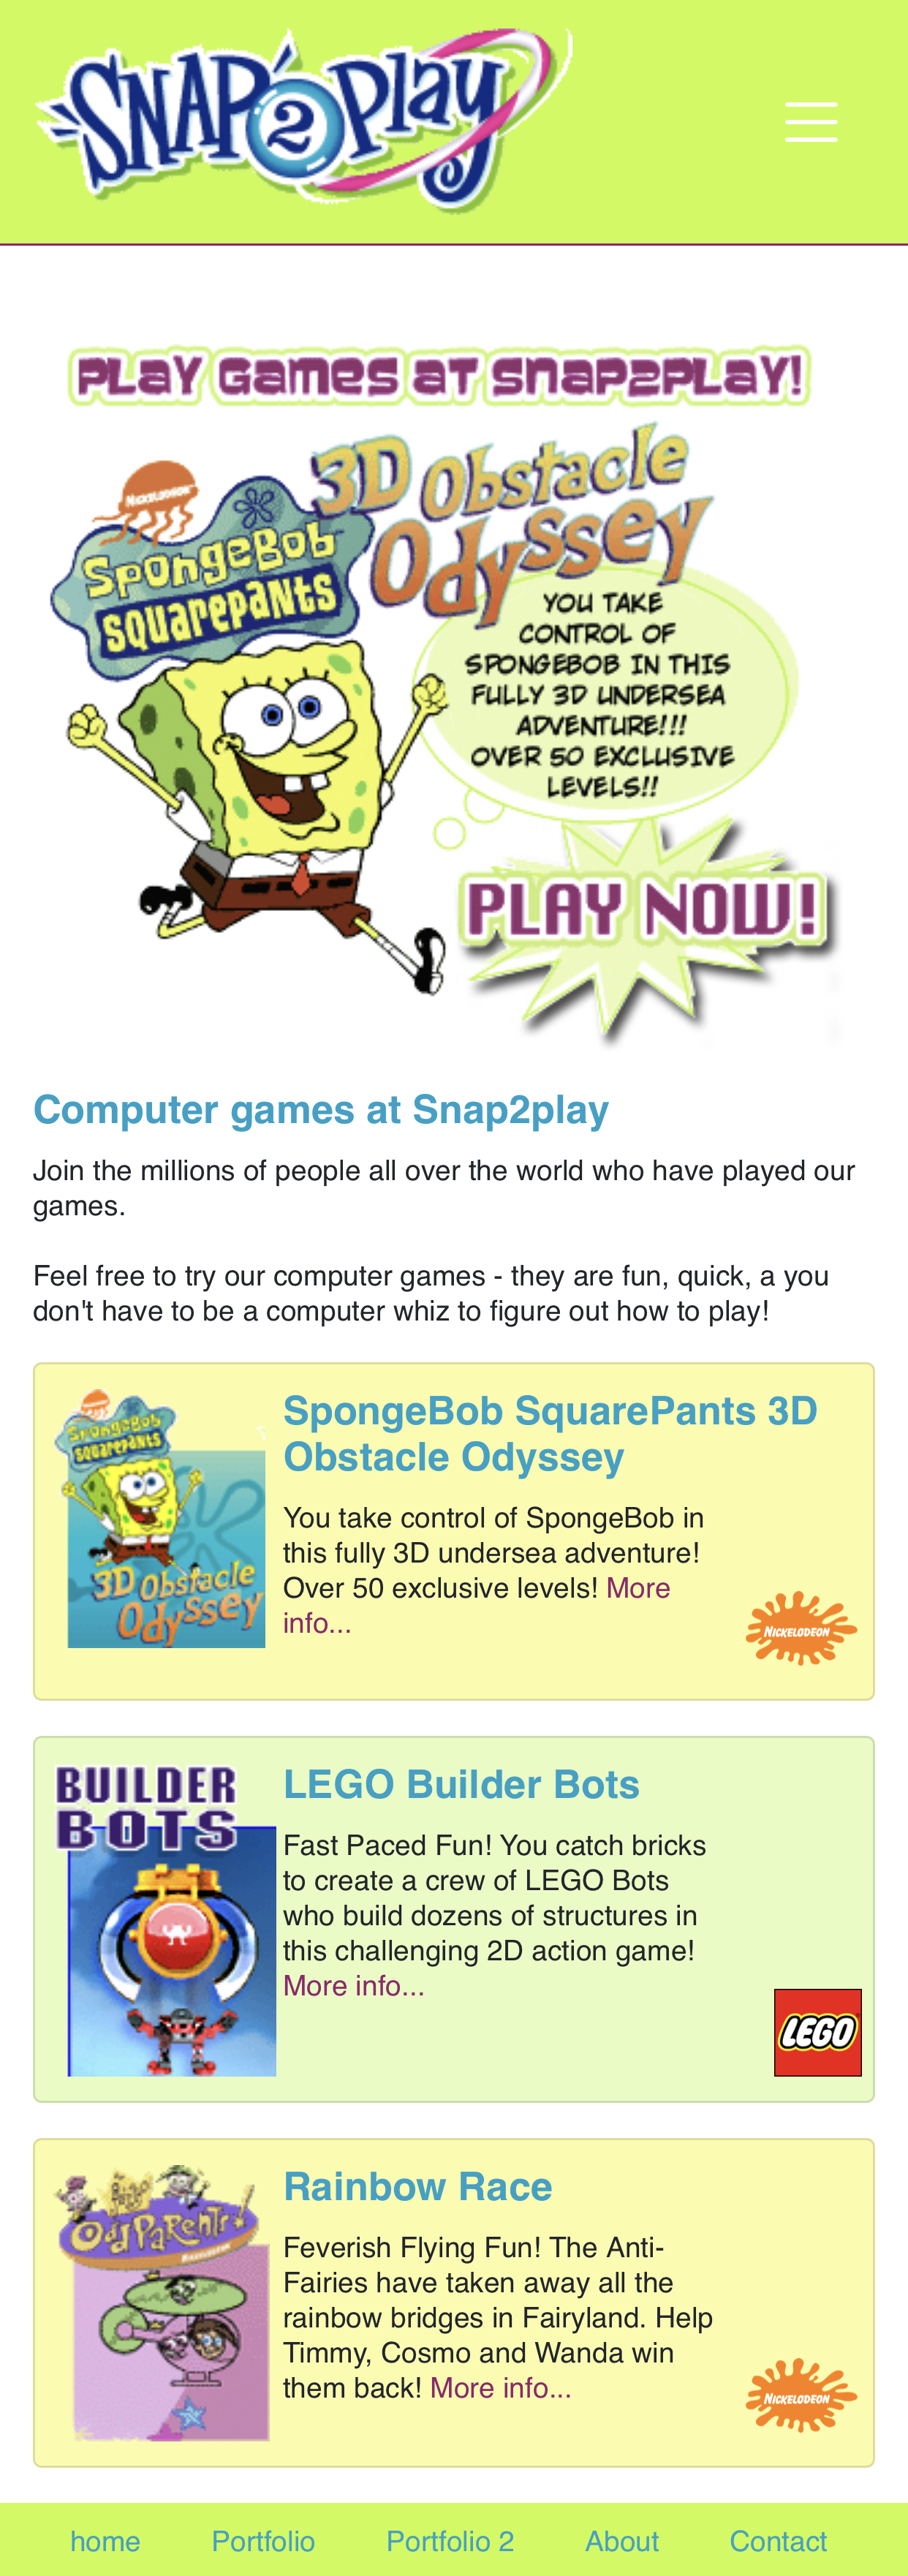 SNAP2Play
PLAY GAMES AT SNAP2PLAY!
NICKELODEON
SpongeBob
SQUAREPANTS
3D Obstacle
Odyssey
YOU TAKE
CONTROL OF
SPONGEBOB IN THIS
FULLY 3D UNDERSEA
ADVENTURE!!!
OVER 50 EXCLUSIVE
LEVELS!!
PLAY NOW!
Computer games at Snap2play
Join the millions of people all over the world who have played our
games.
Feel free to try our computer games - they are fun, quick, a you
don't have to be a computer whiz to figure out how to play!
SpongeBob
SQUAREPANTS
3D Obstacle
Odyssey
SpongeBob SquarePants 3D
Obstacle Odyssey
You take control of SpongeBob in
this fully 3D undersea adventure!
Over 50 exclusive levels! More
info...
NICKELODEON
BUILDER
BOTS
LEGO Builder Bots
Fast Paced Fun! You catch bricks
to create a crew of LEGO Bots
who build dozens of structures in
this challenging 2D action game!
More info...
LEGO
Odd Parents!
Rainbow Race
Feverish Flying Fun! The Anti-
Fairies have taken away all the
rainbow bridges in Fairyland. Help
Timmy, Cosmo and Wanda win
them back! More info...
NICKELODEON
home Portfolio Portfolio 2 About Contact